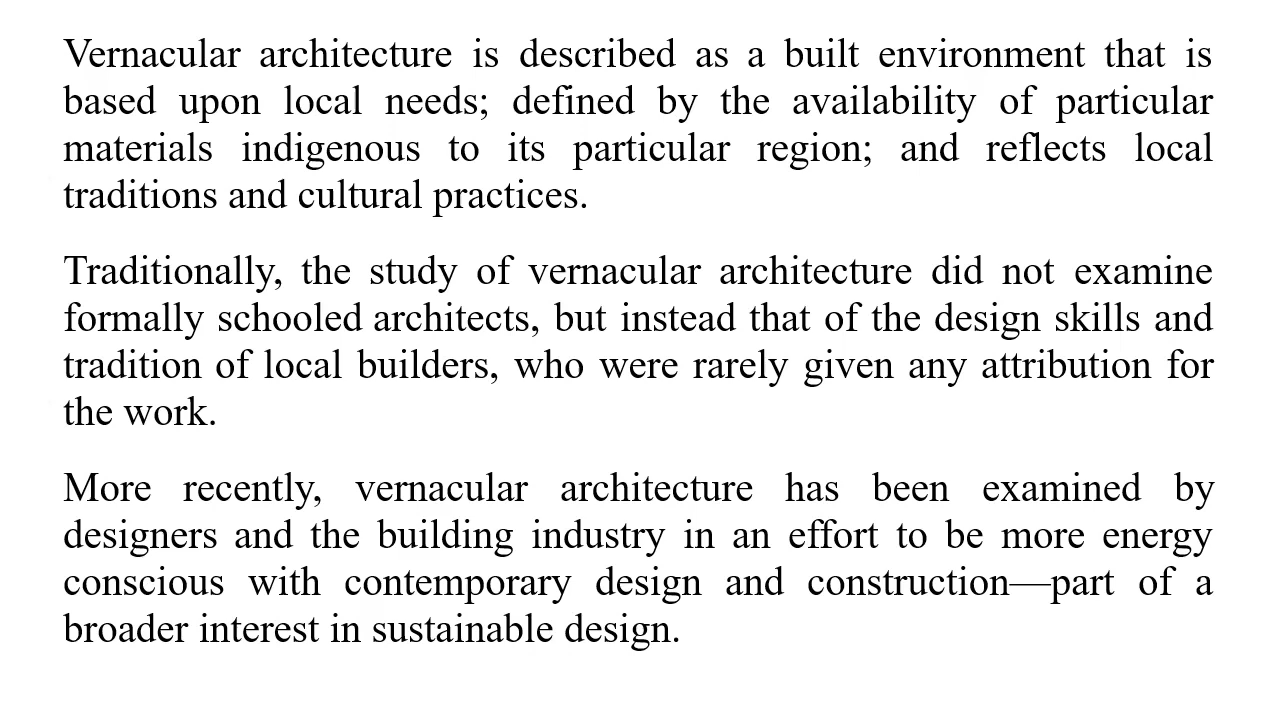 Vernacular architecture is described as a built environment that is
based upon local needs; defined by the availability of particular
materials indigenous to its particular region; and reflects local
traditions and cultural practices.
Traditionally, the study of vernacular architecture did not examine
formally schooled architects, but instead that of the design skills and
tradition of local builders, who were rarely given any attribution for
the work.
More recently, vernacular architecture has been examined by
designers and the building industry in an effort to be more energy
conscious with contemporary design and construction—part of a
broader interest in sustainable design.